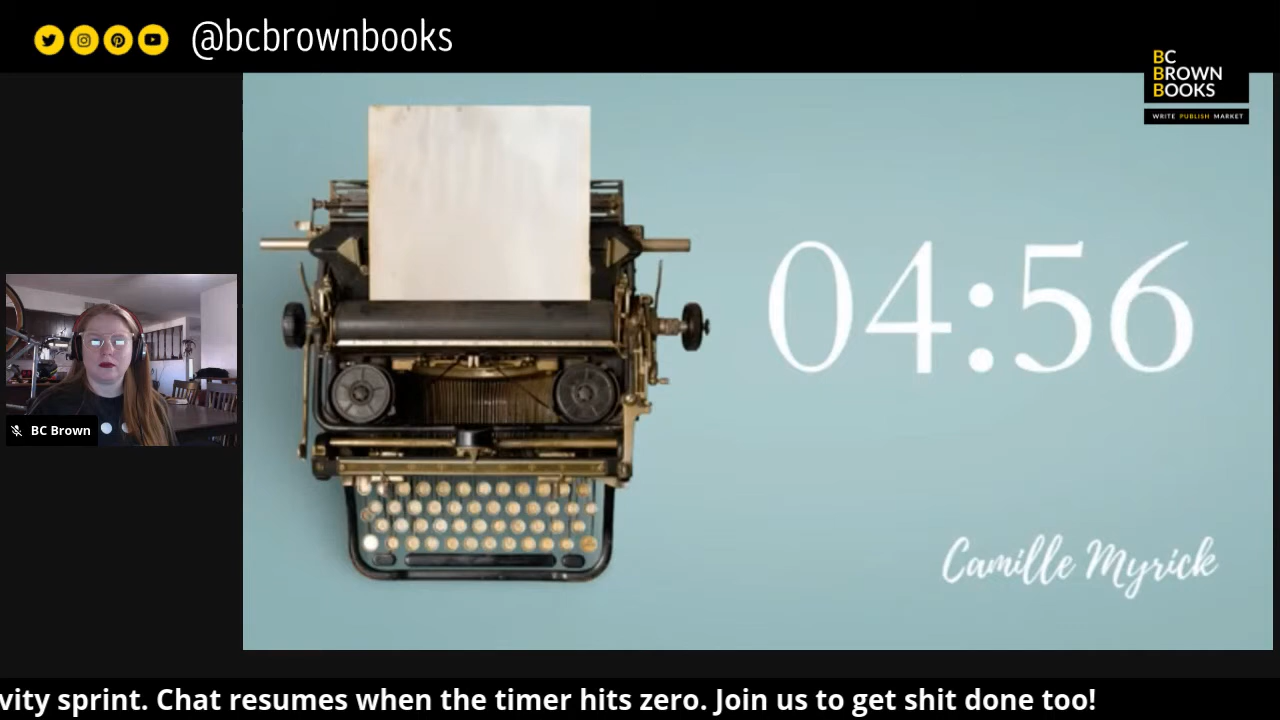 @bcbrownbooks
BC
BROWN
BOOKS
WRITE PUBLISH MARKET
04:56
BC Brown
Camille Myrick
vity sprint. Chat resumes when the timer hits zero. Join us to get shit done too!